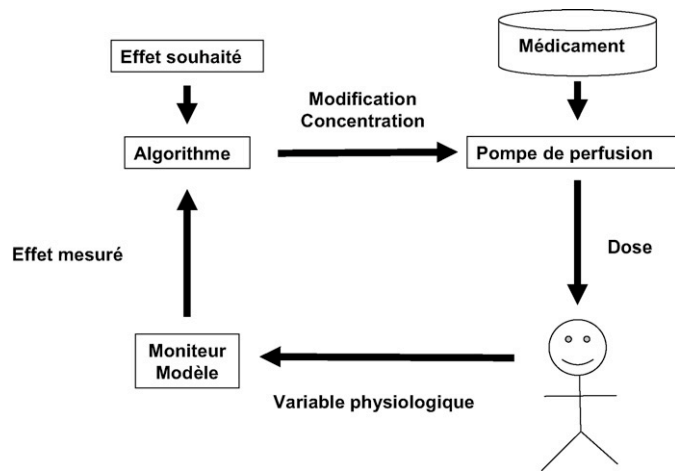 Effet souhaité
Médicament
Modification
Concentration
Algorithme
Pompe de perfusion
Effet mesuré
Dose
Moniteur
Modèle
Variable physiologique